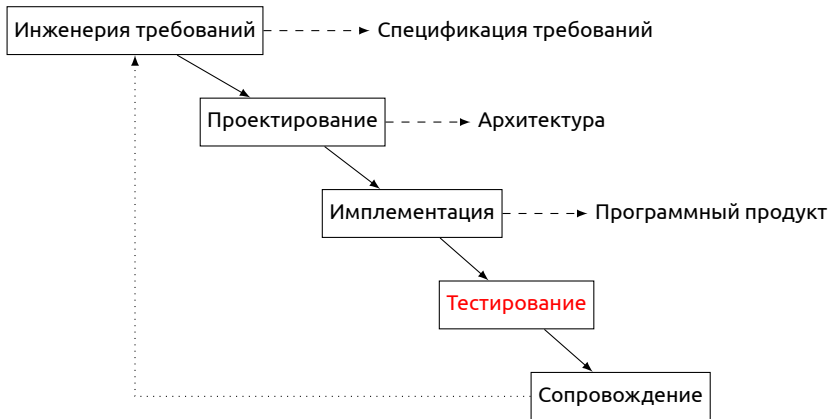 Инженерия требований
Спецификация требований
Проектирование
Архитектура
Имплементация
Программный продукт
Тестирование
Сопровождение